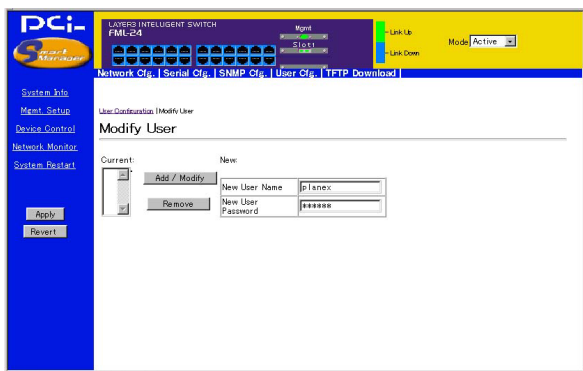 PCi-
Smart
Manager
LAYER3 INTELLIGENT SWITCH
FML-24
Mgmt
Slot1
Link Up
Link Down
Mode Active
Network Cfg. | Serial Cfg. | SNMP Cfg. | User Cfg. | TFTP Download |
System Info
Mgmt. Setup
Device Control
Network Monitor
System Restart
Apply
Revert
User Configuration | Modify User
Modify User
Current:
New:
Add / Modify
Remove
New User Name planex
New User Password ******